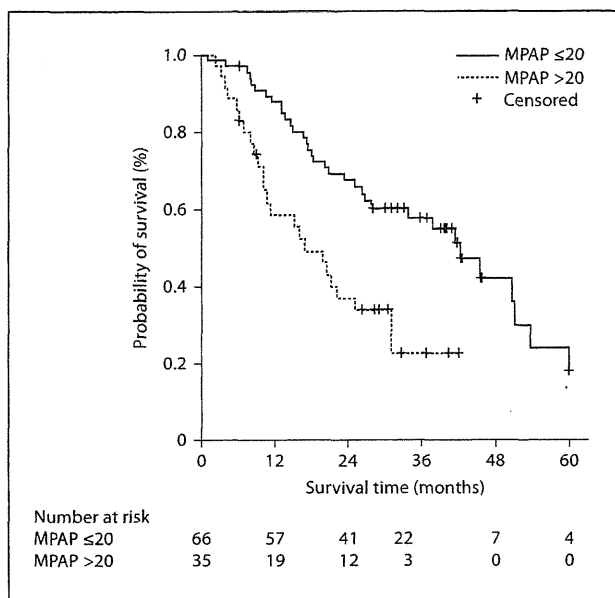 MPAP ≤20
MPAP >20
Censored
Probability of survival (%)
1.0
0.8
0.6
0.4
0.2
0
0 12 24 36 48 60
Survival time (months)
Number at risk
MPAP ≤20 66 57 41 22 7 4
MPAP >20 35 19 12 3 0 0